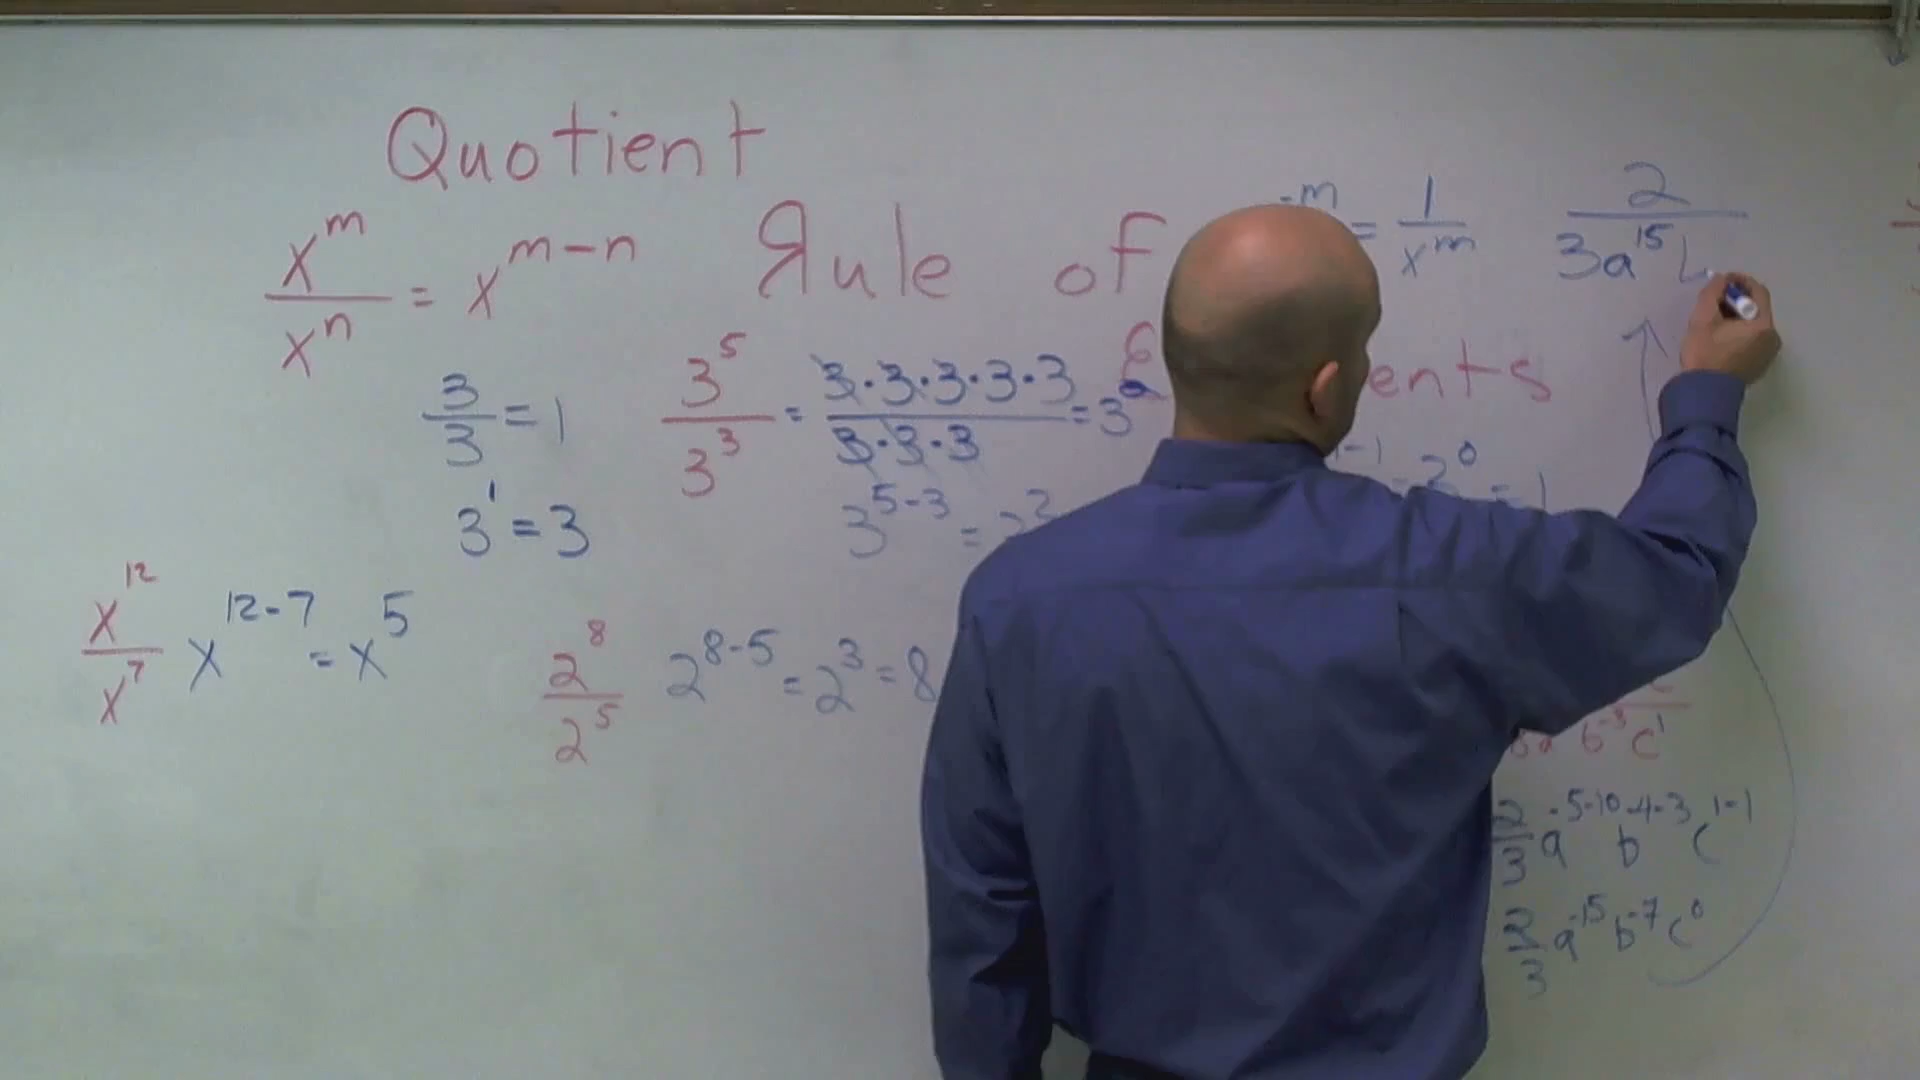 Quotient
Rule of
ents
x^m / x^n = x^(m-n)
-m = 1 / x^m
2 / 3a^15
3/3 = 1
3^5 / 3^3 = 3·3·3·3·3 / 3·3·3 = 3^2
3^1 = 3
3^(5-3) =
2^0 = 1
x^12 / x^7 x^(12-7) = x^5
2^8 / 2^5 2^(8-5) = 2^3 = 8
b^-3 c^1
2/3 a^(-5-10) b^(-4-3) c^(1-1)
2/3 a^-15 b^-7 c^0